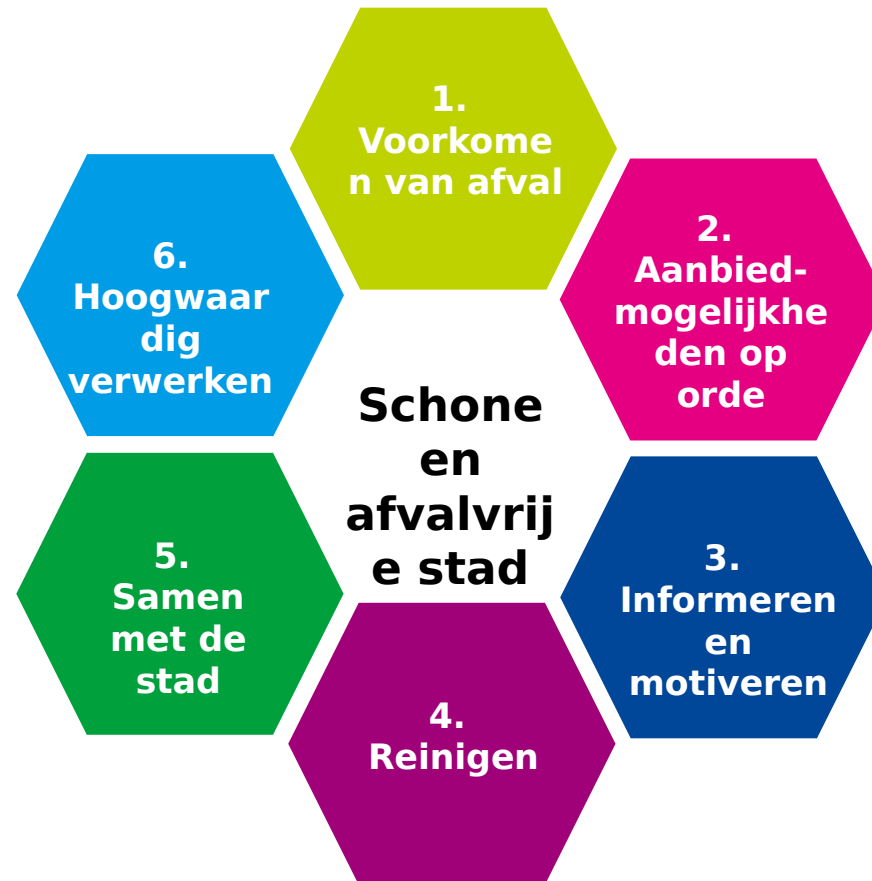 1.
Voorkome
n van afval
2.
Aanbied-
mogelijkhe
den op
orde
3.
Informeren
en
motiveren
4.
Reinigen
5.
Samen
met de
stad
6.
Hoogwaar
dig
verwerken
Schone
en
afvalvrij
e stad